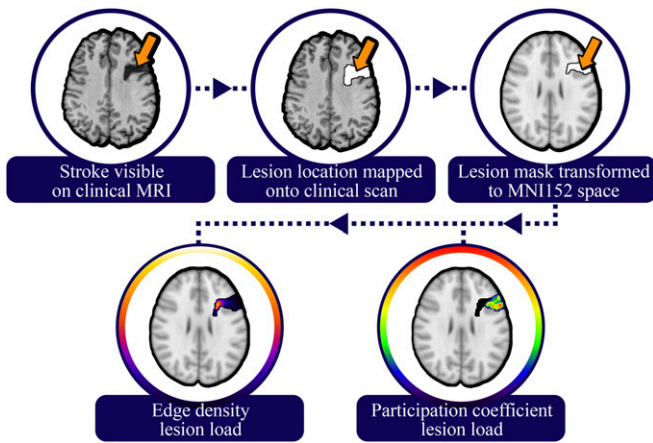 Stroke visible
on clinical MRI
Lesion location mapped
onto clinical scan
Lesion mask transformed
to MNI152 space
Edge density
lesion load
Participation coefficient
lesion load